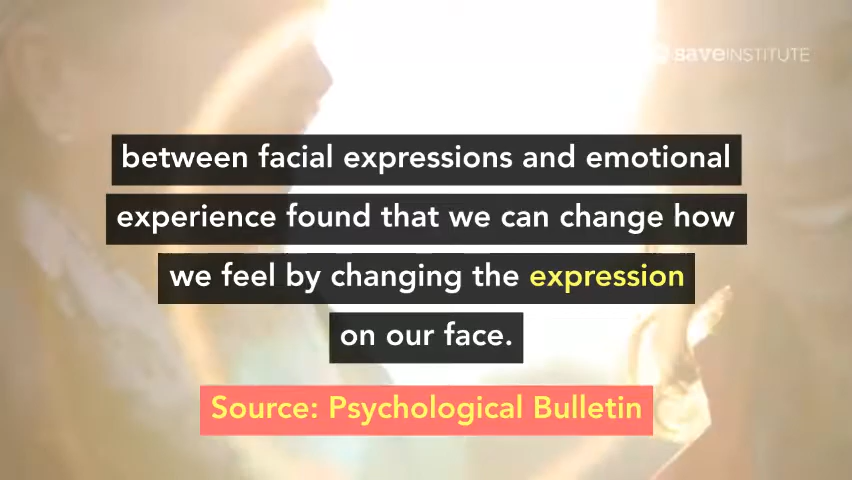 saveINSTITUTE
between facial expressions and emotional
experience found that we can change how
we feel by changing the expression
on our face.
Source: Psychological Bulletin